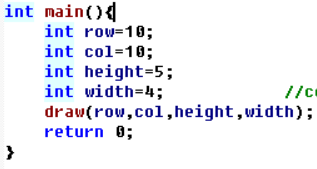 int main(){
int row=10;
int col=10;
int height=5;
int width=4; //c
draw(row,col,height,width);
return 0;
}